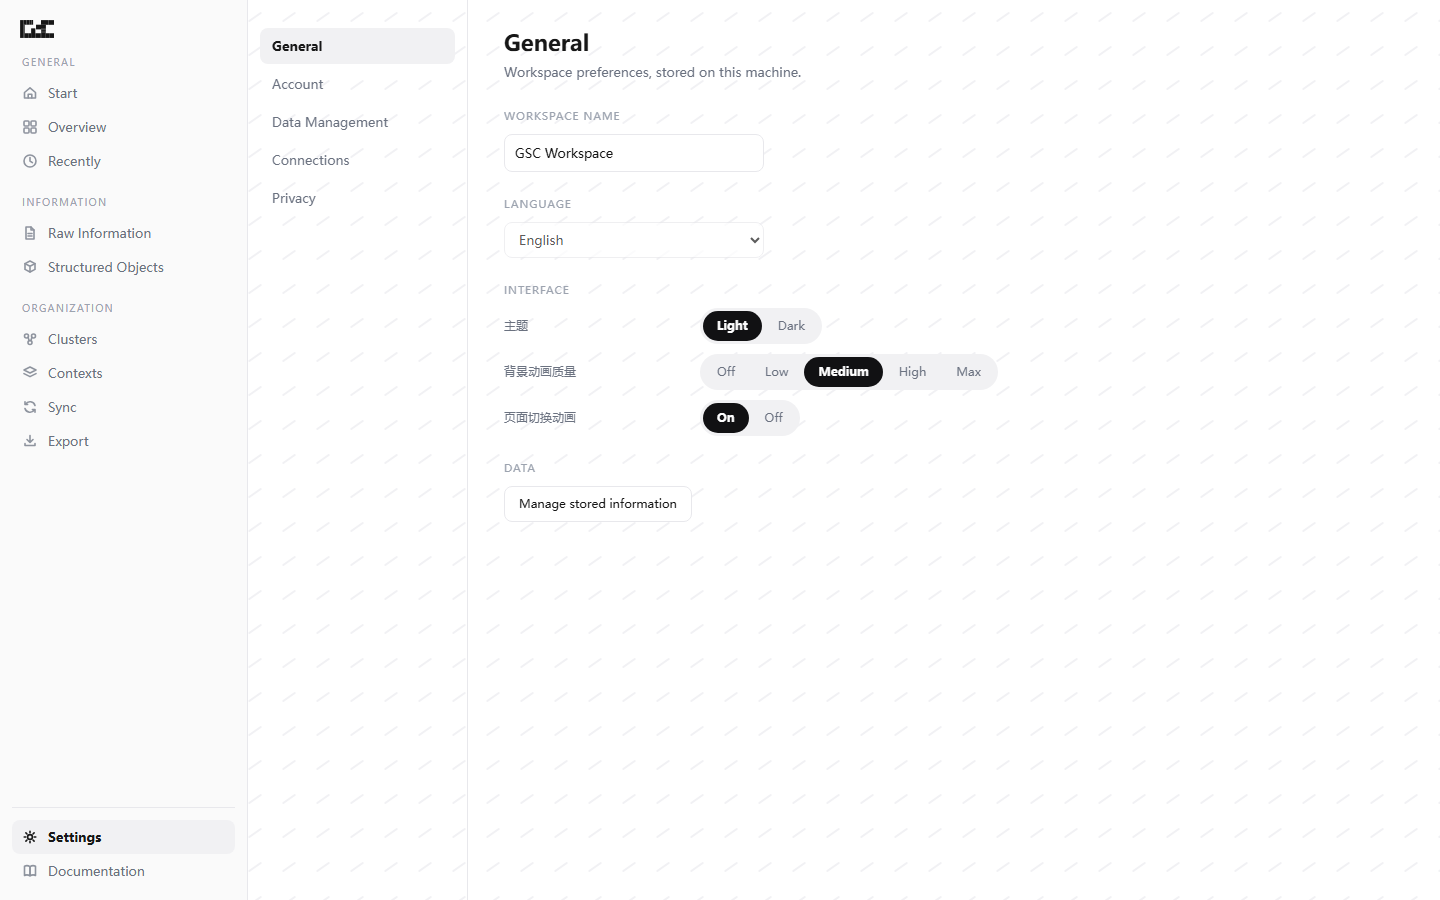 GSC
GENERAL
Start
Overview
Recently
INFORMATION
Raw Information
Structured Objects
ORGANIZATION
Clusters
Contexts
Sync
Export
Settings
Documentation
General
Account
Data Management
Connections
Privacy
General
Workspace preferences, stored on this machine.
WORKSPACE NAME
GSC Workspace
LANGUAGE
English
INTERFACE
主题 Light Dark
背景动画质量 Off Low Medium High Max
页面切换动画 On Off
DATA
Manage stored information